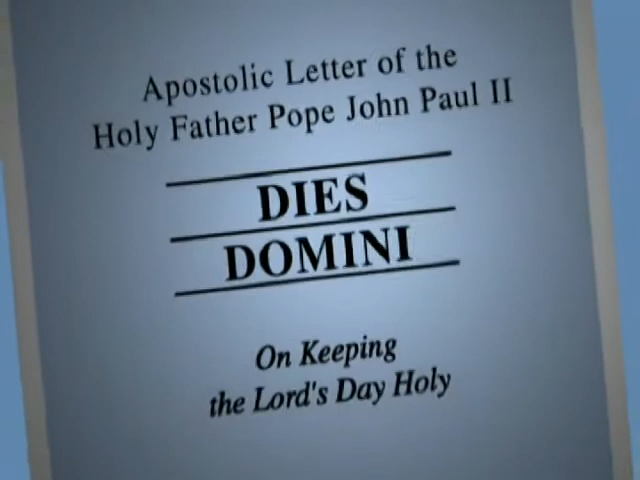 Apostolic Letter of the
Holy Father Pope John Paul II
DIES
DOMINI
On Keeping
the Lord's Day Holy